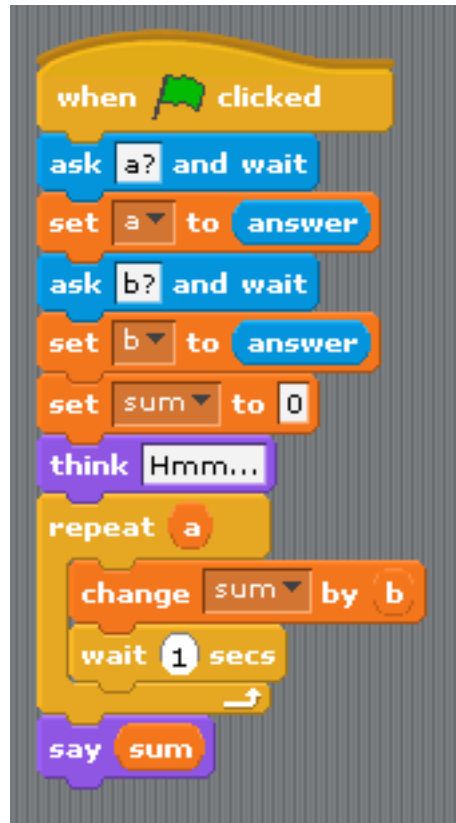 when clicked
ask a? and wait
set a to answer
ask b? and wait
set b to answer
set sum to 0
think Hmm...
repeat a
change sum by b
wait 1 secs
say sum